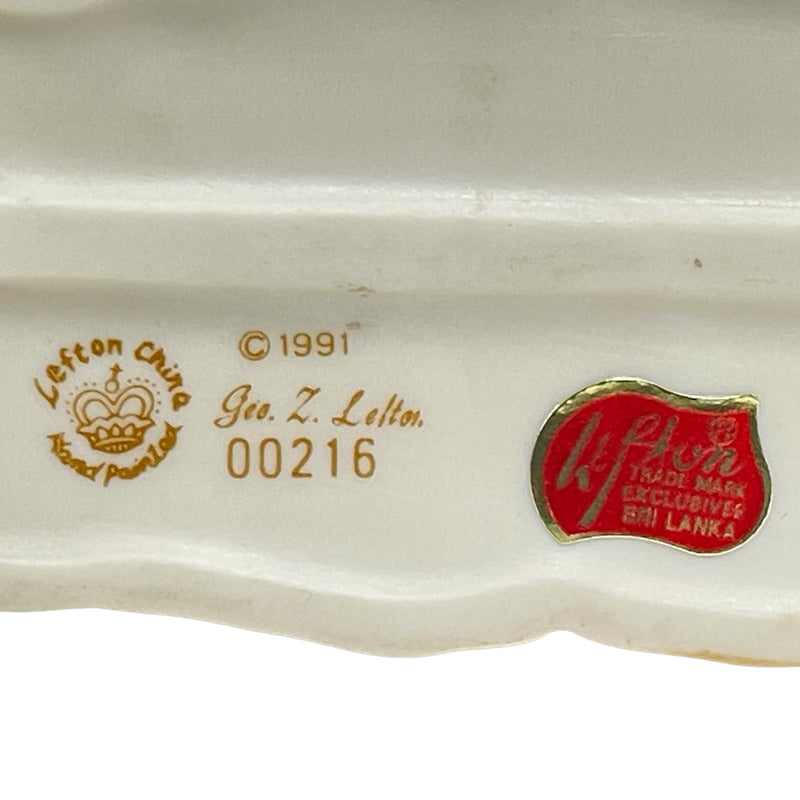 Lefton China
Hand Painted
© 1991
Geo. Z. Lefton
00216
Lefton
TRADE MARK
EXCLUSIVES
SRI LANKA